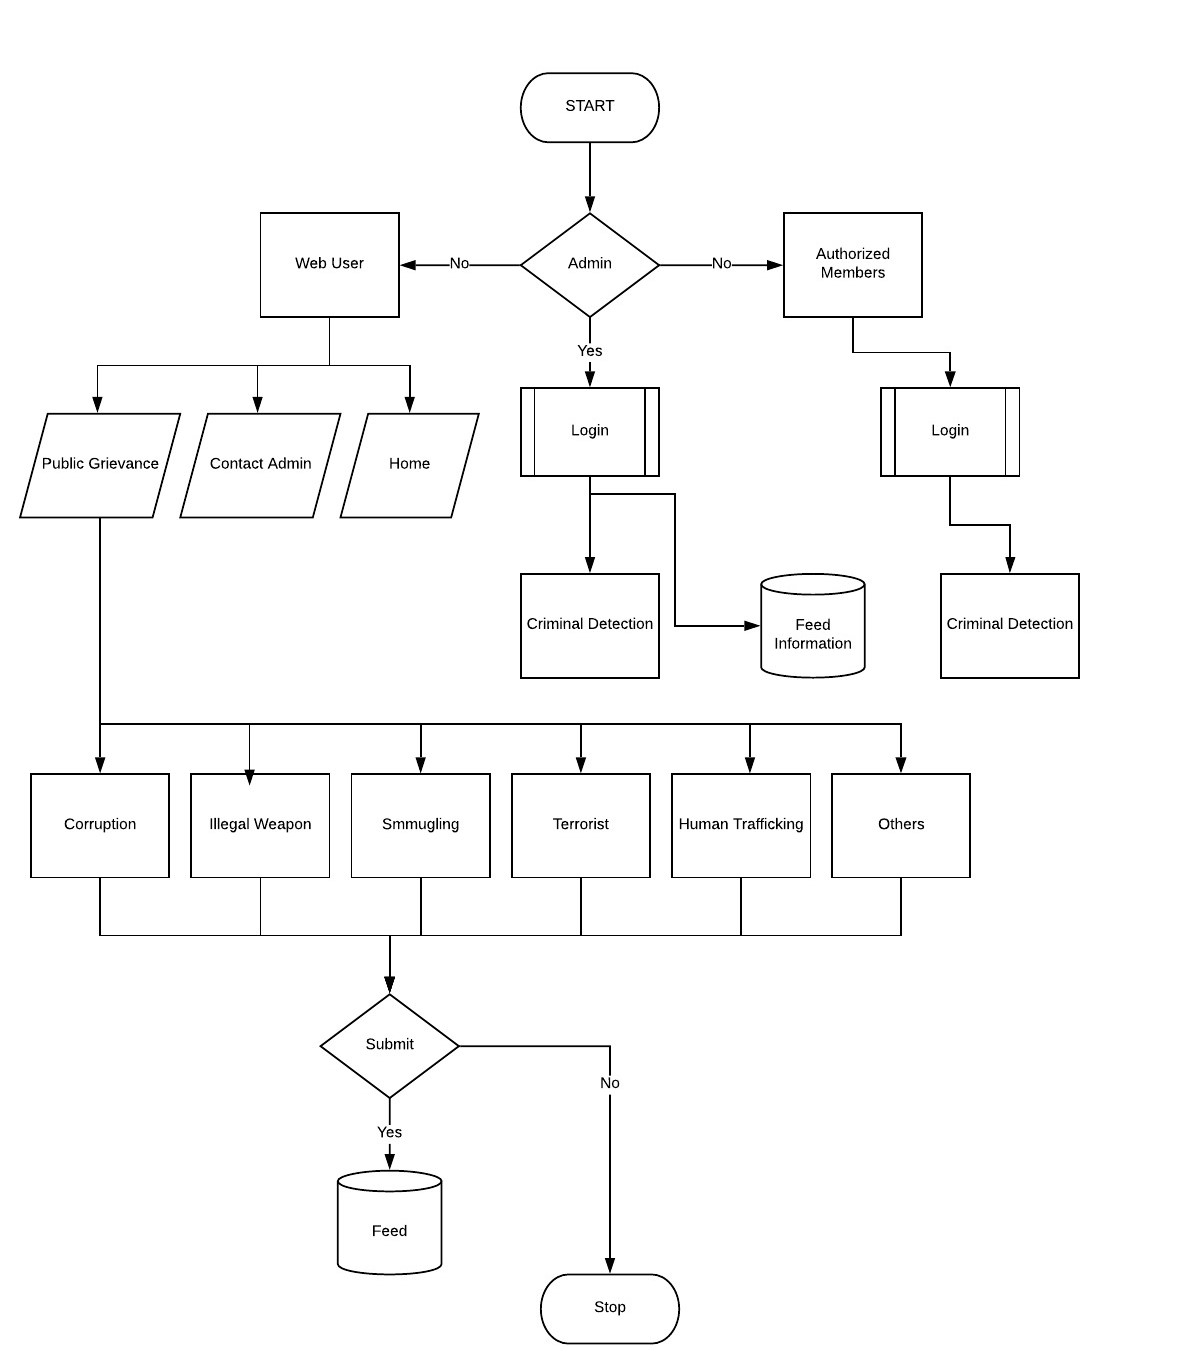 START
Web User
No
Admin
No
Authorized
Members
Yes
Public Grievance
Contact Admin
Home
Login
Login
Criminal Detection
Feed
Information
Criminal Detection
Corruption
Illegal Weapon
Smmugling
Terrorist
Human Trafficking
Others
Submit
No
Yes
Feed
Stop